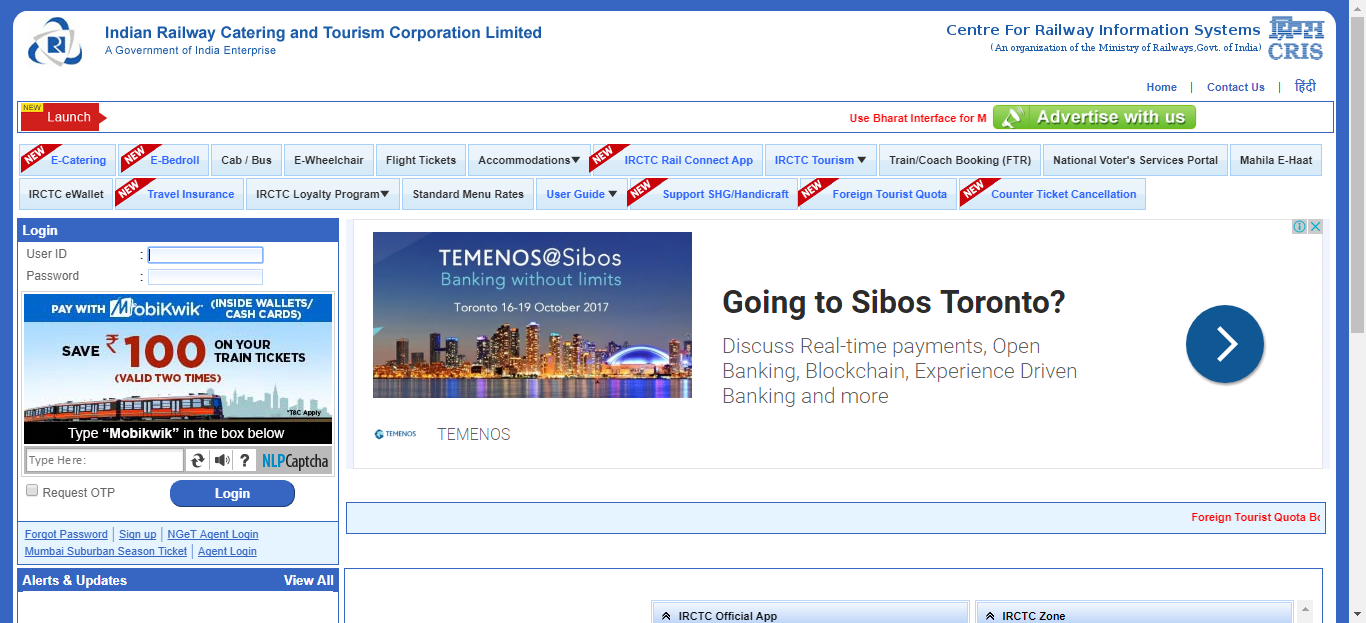 Indian Railway Catering and Tourism Corporation Limited
A Government of India Enterprise
Centre For Railway Information Systems
(An organization of the Ministry of Railways,Govt. of India)
CRIS
Home | Contact Us | हिंदी
NEW
Launch
Use Bharat Interface for M
Advertise with us
NEW E-Catering NEW E-Bedroll Cab / Bus E-Wheelchair Flight Tickets Accommodations▼ NEW IRCTC Rail Connect App IRCTC Tourism ▼ Train/Coach Booking (FTR) National Voter's Services Portal Mahila E-Haat
IRCTC eWallet NEW Travel Insurance IRCTC Loyalty Program▼ Standard Menu Rates User Guide ▼ NEW Support SHG/Handicraft NEW Foreign Tourist Quota NEW Counter Ticket Cancellation
Login
User ID :
Password :
PAY WITH MobiKwik (INSIDE WALLETS/
CASH CARDS)
SAVE ₹100 ON YOUR
TRAIN TICKETS
(VALID TWO TIMES)
*T&C Apply
Type “Mobikwik” in the box below
Type Here: ? NLPCaptcha
Request OTP Login
Forgot Password | Sign up | NGeT Agent Login
Mumbai Suburban Season Ticket | Agent Login
Alerts & Updates View All
TEMENOS@Sibos
Banking without limits
Toronto 16-19 October 2017
Going to Sibos Toronto?
Discuss Real-time payments, Open
Banking, Blockchain, Experience Driven
Banking and more
TEMENOS TEMENOS
Foreign Tourist Quota Bo
IRCTC Official App IRCTC Zone